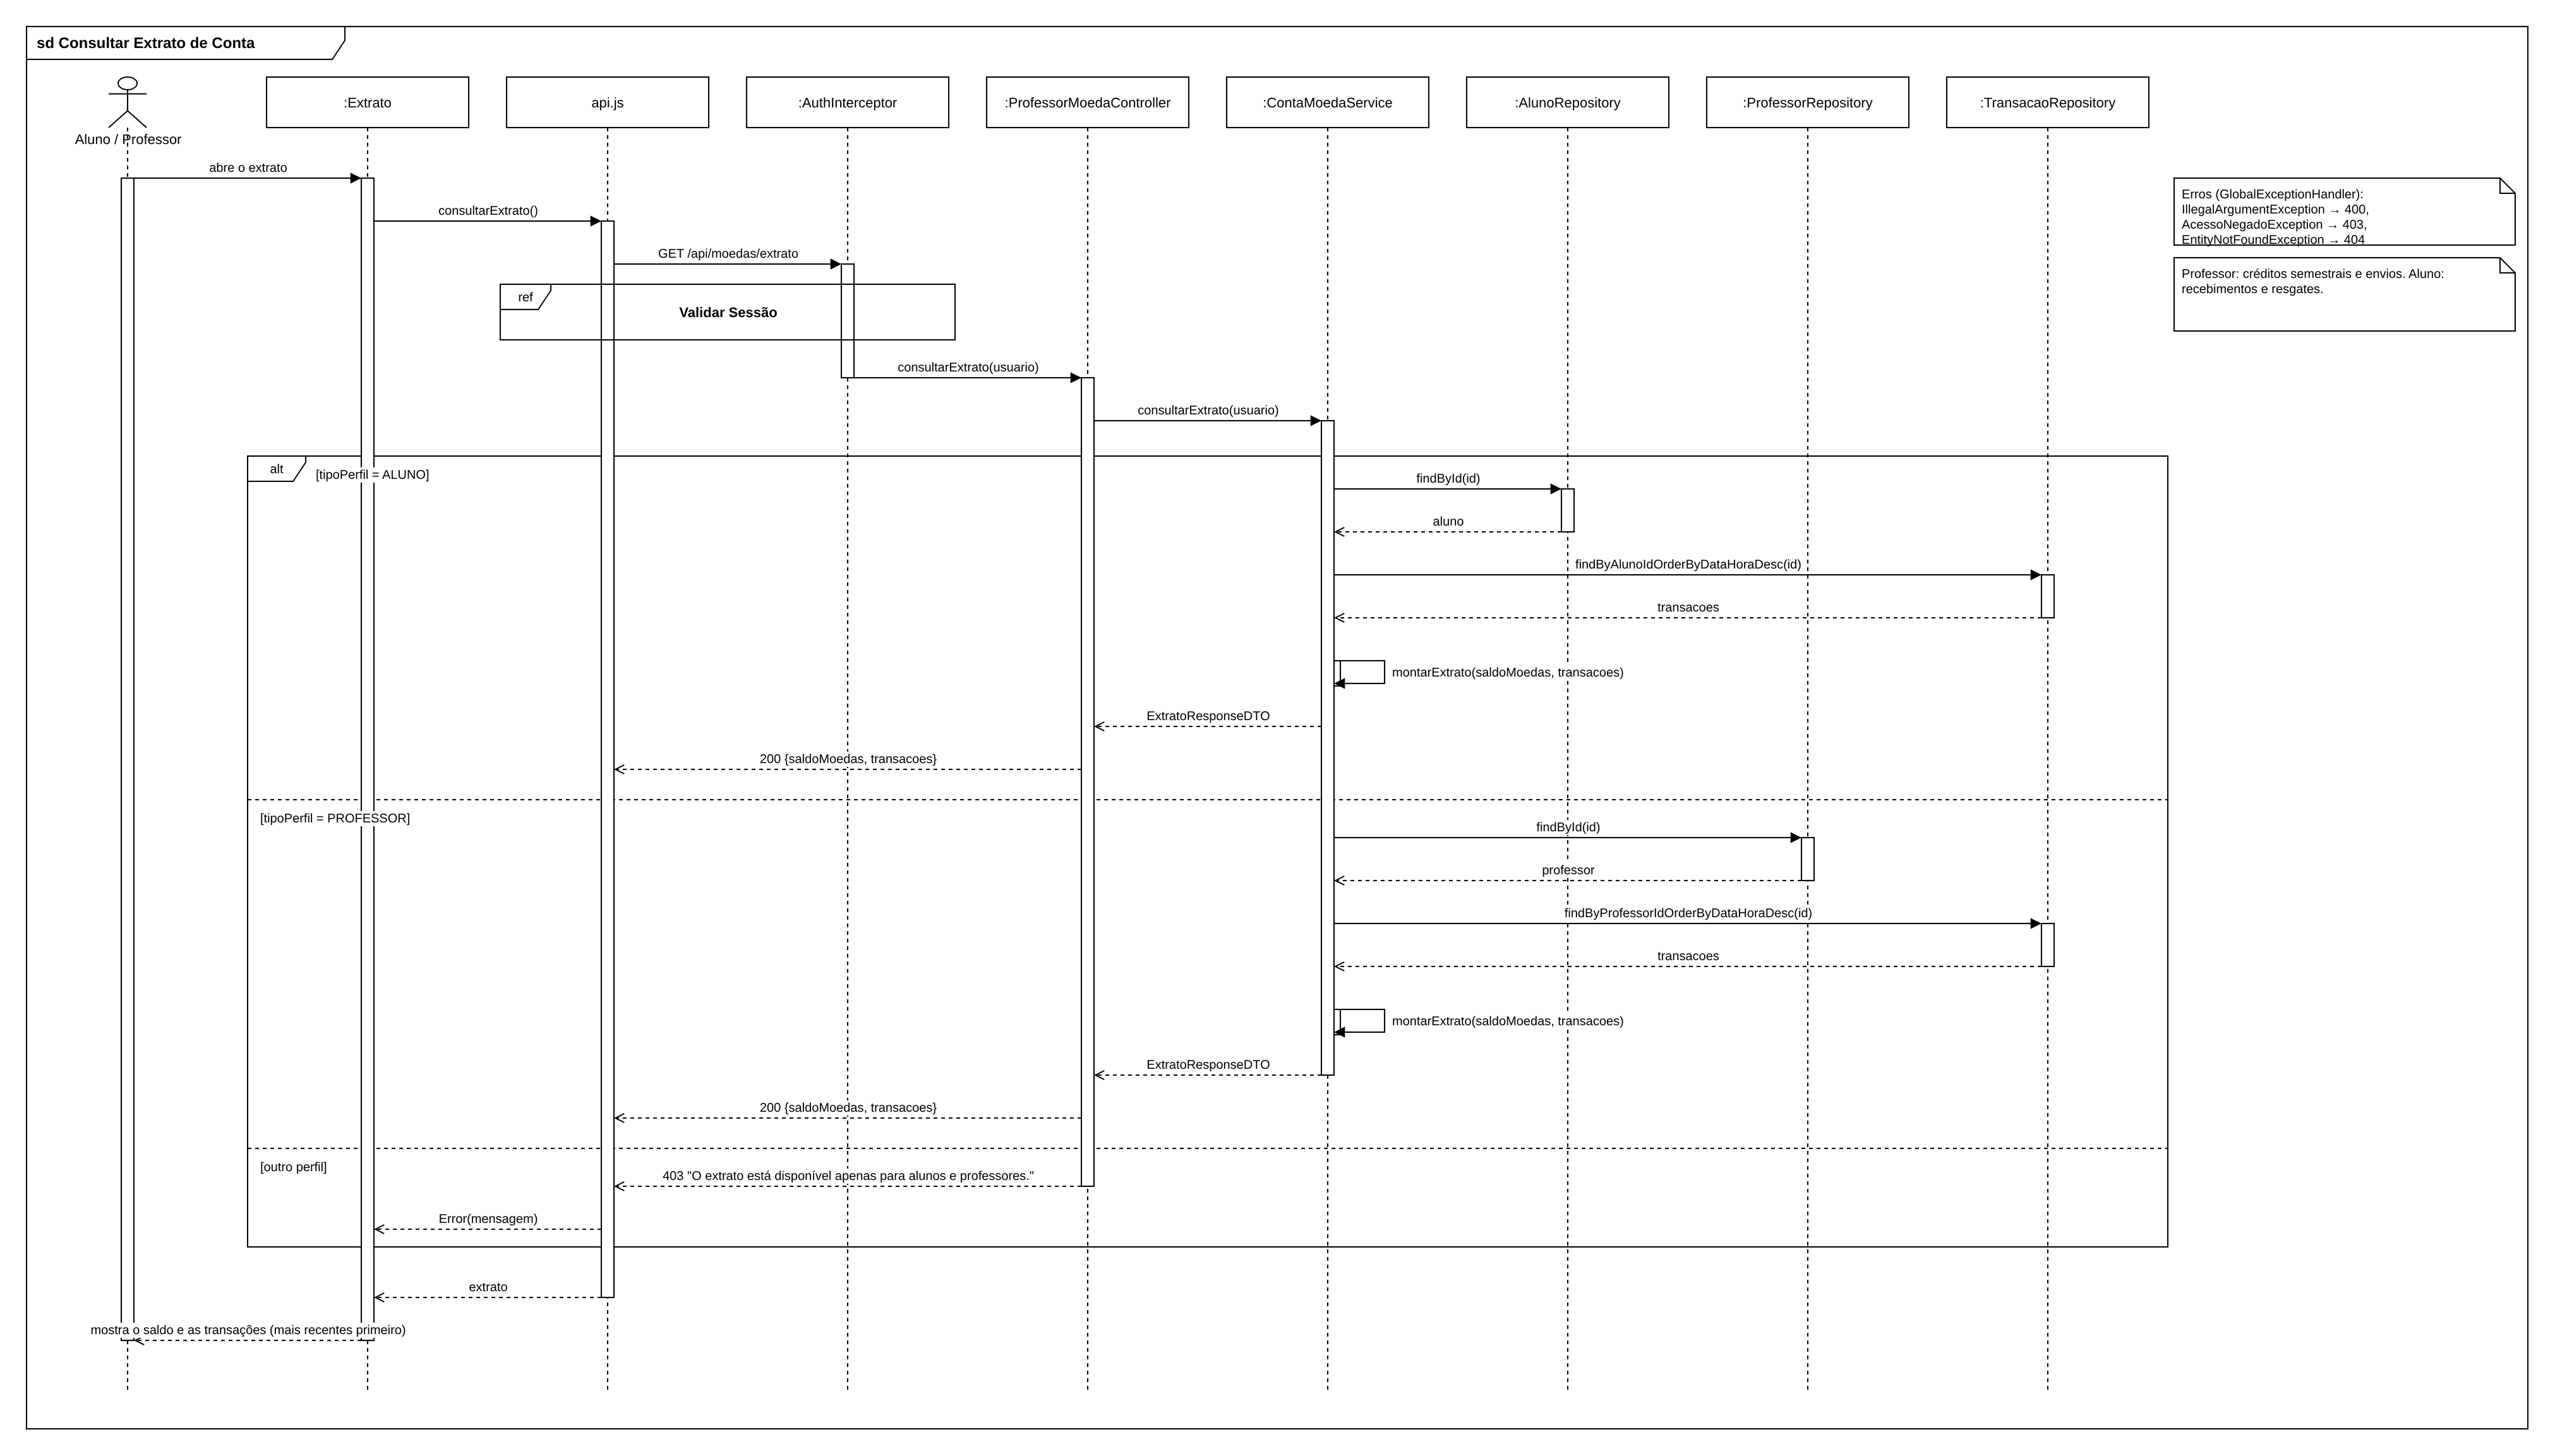 sd Consultar Extrato de Conta
Aluno / Professor
:Extrato
api.js
:AuthInterceptor
:ProfessorMoedaController
:ContaMoedaService
:AlunoRepository
:ProfessorRepository
:TransacaoRepository
abre o extrato
Erros (GlobalExceptionHandler):
IllegalArgumentException → 400,
AcessoNegadoException → 403,
EntityNotFoundException → 404
consultarExtrato()
GET /api/moedas/extrato
Professor: créditos semestrais e envios. Aluno:
recebimentos e resgates.
ref
Validar Sessão
consultarExtrato(usuario)
consultarExtrato(usuario)
alt
[tipoPerfil = ALUNO]
findById(id)
aluno
findByAlunoIdOrderByDataHoraDesc(id)
transacoes
montarExtrato(saldoMoedas, transacoes)
ExtratoResponseDTO
200 {saldoMoedas, transacoes}
[tipoPerfil = PROFESSOR]
findById(id)
professor
findByProfessorIdOrderByDataHoraDesc(id)
transacoes
montarExtrato(saldoMoedas, transacoes)
ExtratoResponseDTO
200 {saldoMoedas, transacoes}
[outro perfil]
403 "O extrato está disponível apenas para alunos e professores."
Error(mensagem)
extrato
mostra o saldo e as transações (mais recentes primeiro)